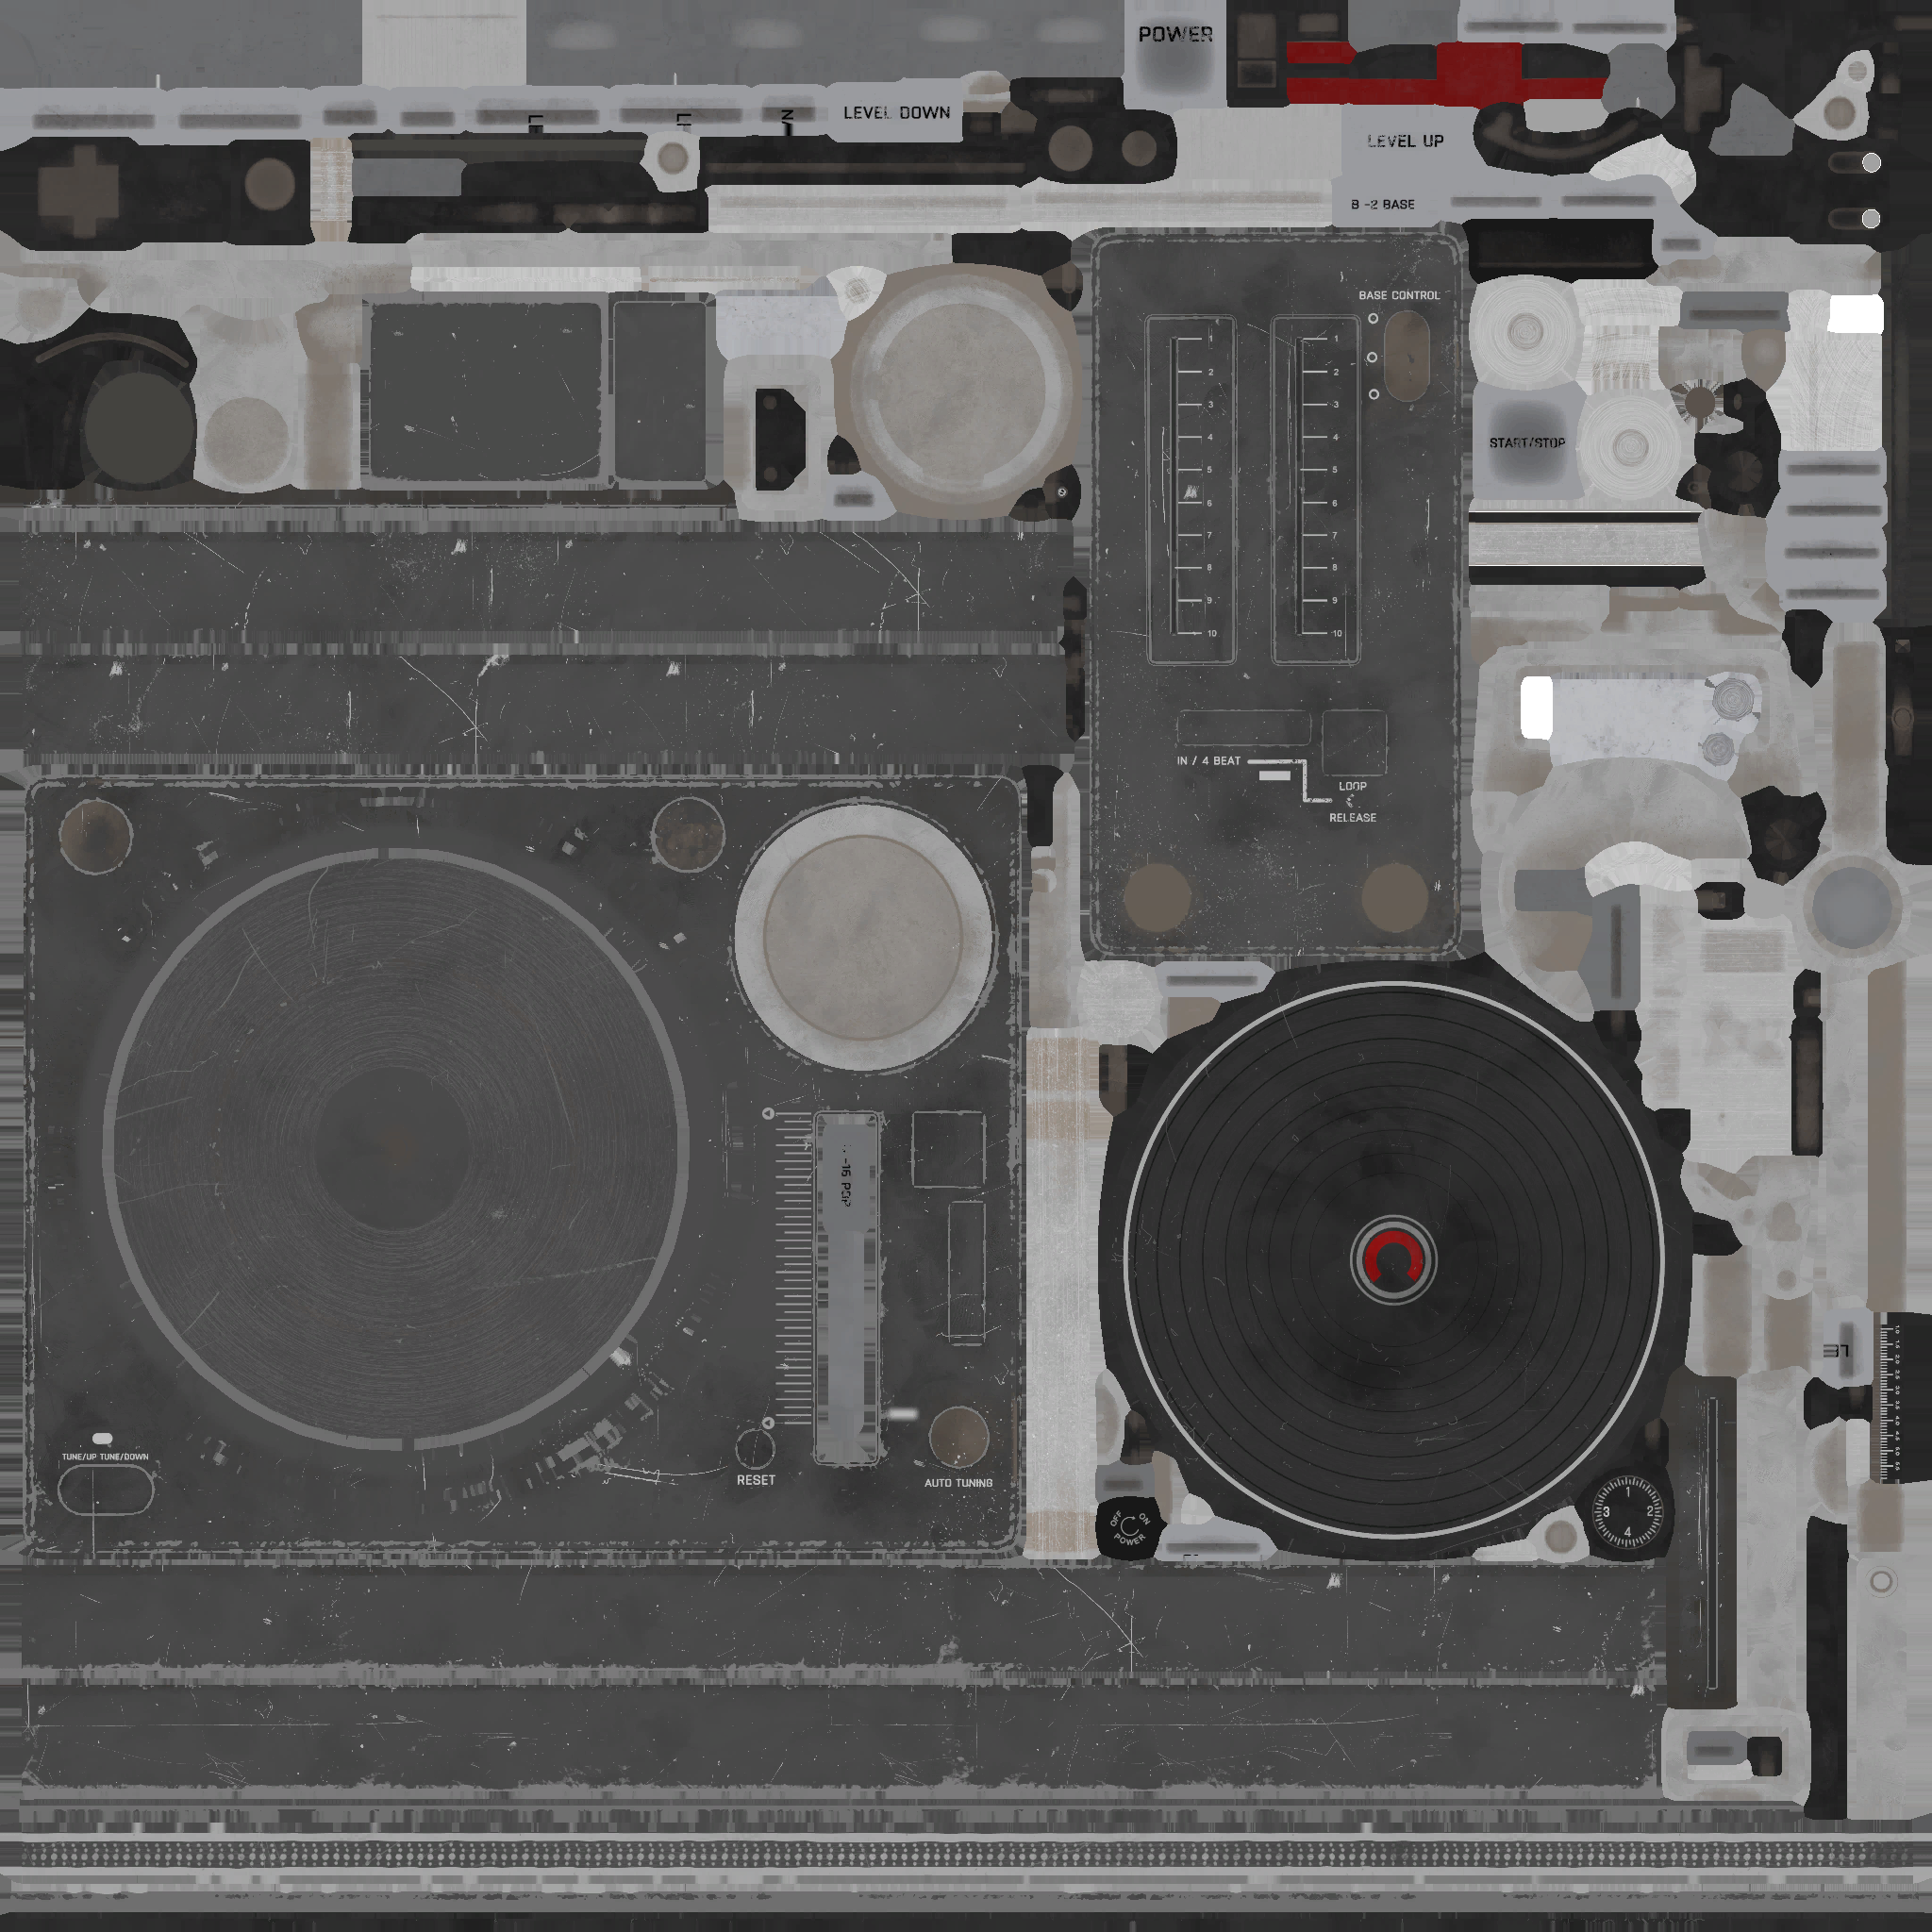 POWER
LEVEL DOWN
LEVEL UP
B -2 BASE
BASE CONTROL
1
2
3
4
5
6
7
8
9
10
1
2
3
4
5
6
7
8
9
10
START/STOP
IN / 4 BEAT
LOOP
RELEASE
TUNE/UP TUNE/DOWN
RESET
AUTO TUNING
OFF ON
POWER
1
2
3
4
LE